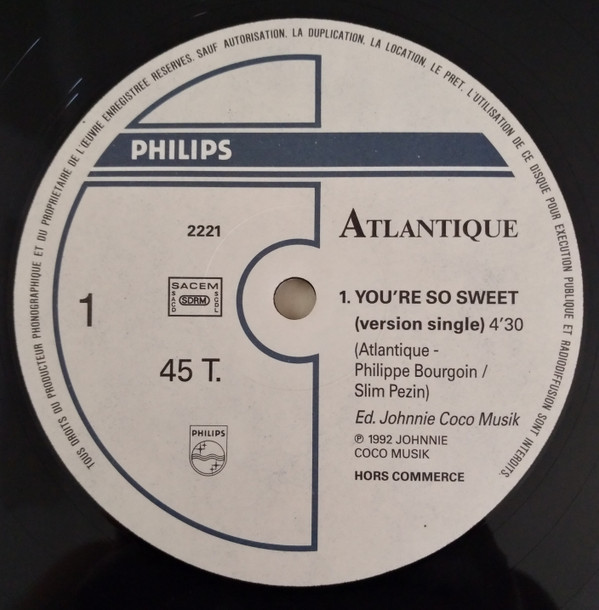 TOUS DROITS DU PRODUCTEUR PHONOGRAPHIQUE ET DU PROPRIETAIRE DE L'ŒUVRE ENREGISTREE RESERVES. SAUF AUTORISATION, LA DUPLICATION, LA LOCATION, LE PRET, L'UTILISATION DE CE DISQUE POUR EXECUTION PUBLIQUE ET RADIODIFFUSION SONT INTERDITS.
PHILIPS
2221
ATLANTIQUE
1
SACEM
SACD
SDRM
SGDL
45 T.
PHILIPS
1. YOU'RE SO SWEET
(version single) 4'30
(Atlantique -
Philippe Bourgoin /
Slim Pezin)
Ed. Johnnie Coco Musik
℗ 1992 JOHNNIE
COCO MUSIK
HORS COMMERCE